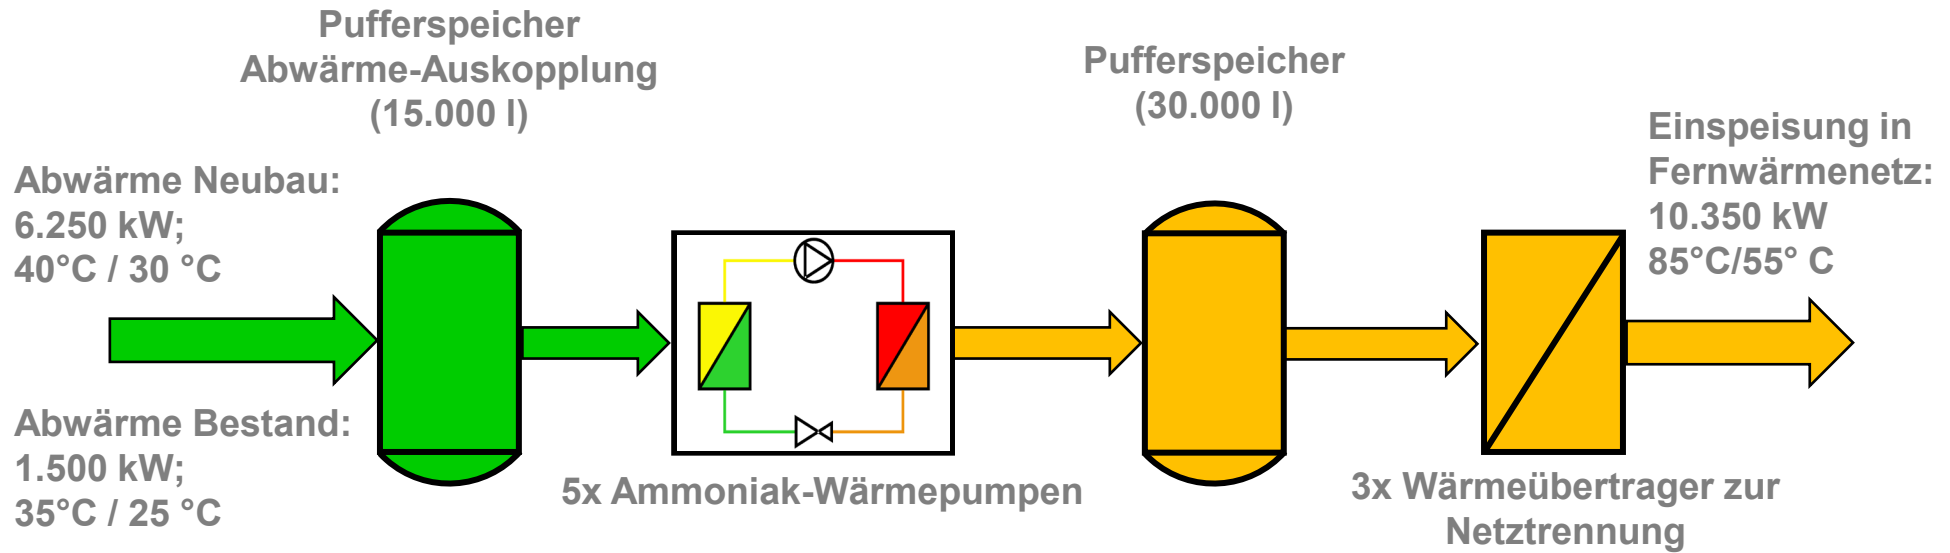 Pufferspeicher
Abwärme-Auskopplung
(15.000 l)
Pufferspeicher
(30.000 l)
Einspeisung in
Fernwärmenetz:
10.350 kW
85°C/55° C
Abwärme Neubau:
6.250 kW;
40°C / 30 °C
Abwärme Bestand:
1.500 kW;
35°C / 25 °C
5x Ammoniak-Wärmepumpen
3x Wärmeübertrager zur
Netztrennung